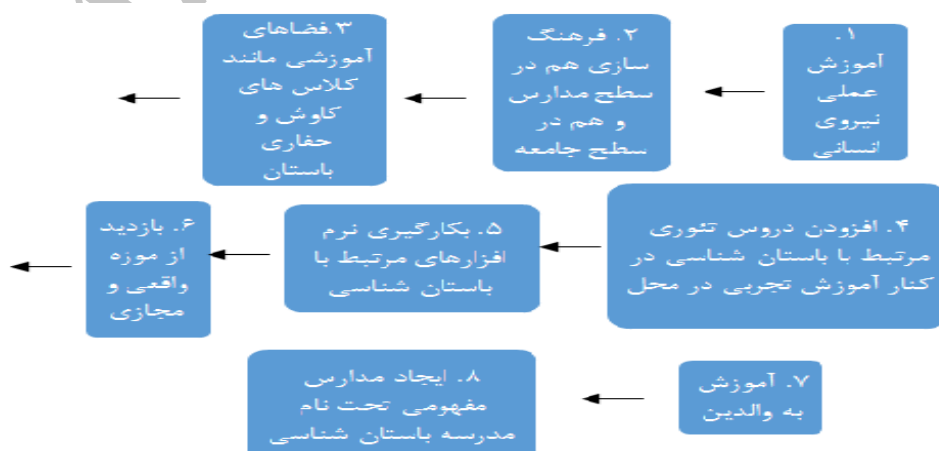 ۱.
آموزش
عملی
نیروی
انسانی
۲. فرهنگ
سازی هم در
سطح مدارس
و هم در
سطح جامعه
۳.فضاهای
آموزشی مانند
کلاس های
کاوش و
حفاری
باستان
۴. افزودن دروس تئوری
مرتبط با باستان شناسی در
کنار آموزش تجربی در محل
۵. بکارگیری نرم
افزارهای مرتبط با
باستان شناسی
۶. بازدید
از موزه
واقعی و
مجازی
۷. آموزش
به والدین
۸. ایجاد مدارس
مفهومی تحت نام
مدرسه باستان شناسی